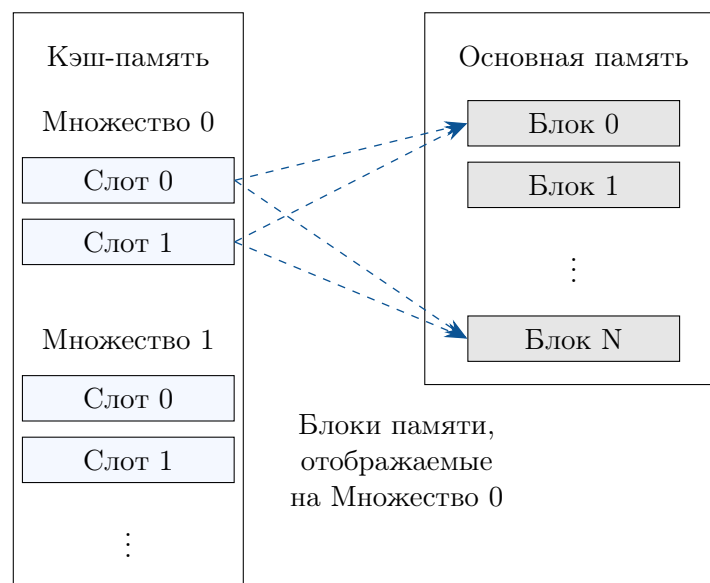 Кэш-память
Множество 0
Слот 0
Слот 1
Множество 1
Слот 0
Слот 1
⋮
Основная память
Блок 0
Блок 1
⋮
Блок N
Блоки памяти,
отображаемые
на Множество 0